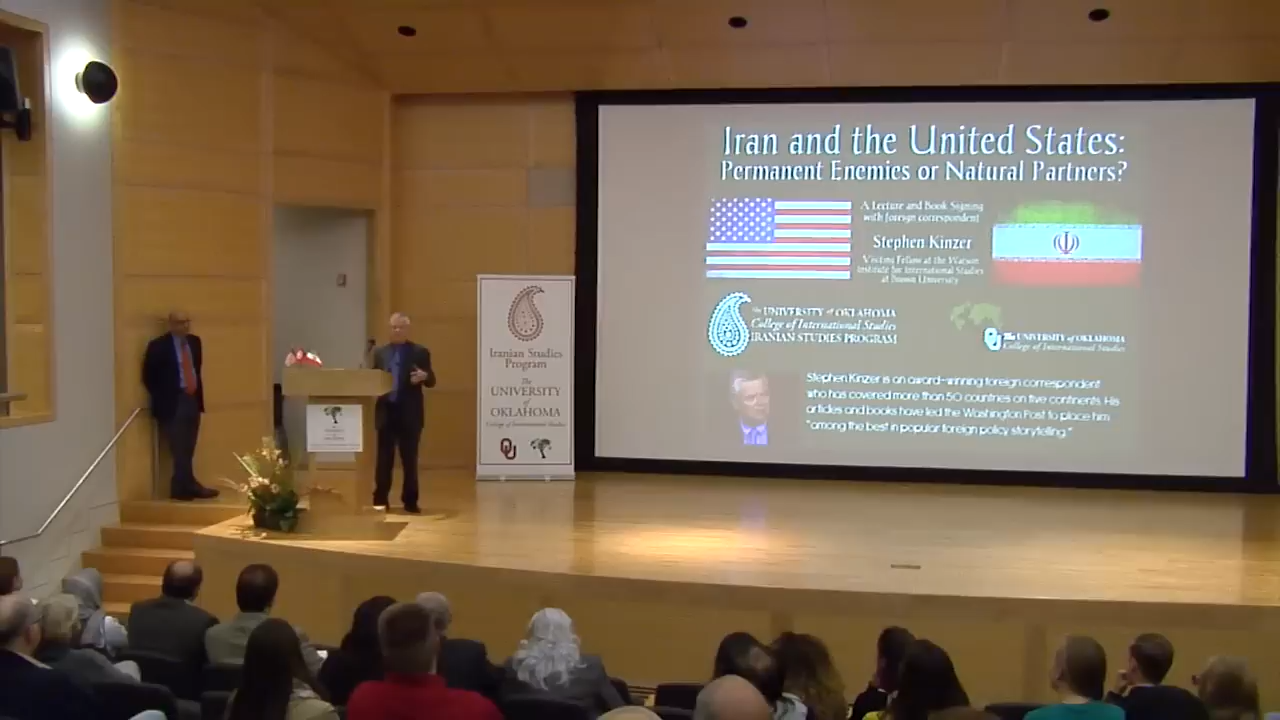 Iran and the United States:
Permanent Enemies or Natural Partners?
A Lecture and Book Signing
with foreign correspondent
Stephen Kinzer
Visiting Fellow at the Watson
Institute for International Studies
at Brown University
The UNIVERSITY of OKLAHOMA
College of International Studies
IRANIAN STUDIES PROGRAM
The UNIVERSITY of OKLAHOMA
College of International Studies
Stephen Kinzer is an award-winning foreign correspondent
who has covered more than 50 countries on five continents. His
articles and books have led the Washington Post to place him
"among the best in popular foreign policy storytelling."
Iranian Studies
Program
The
UNIVERSITY
of
OKLAHOMA
College of International Studies